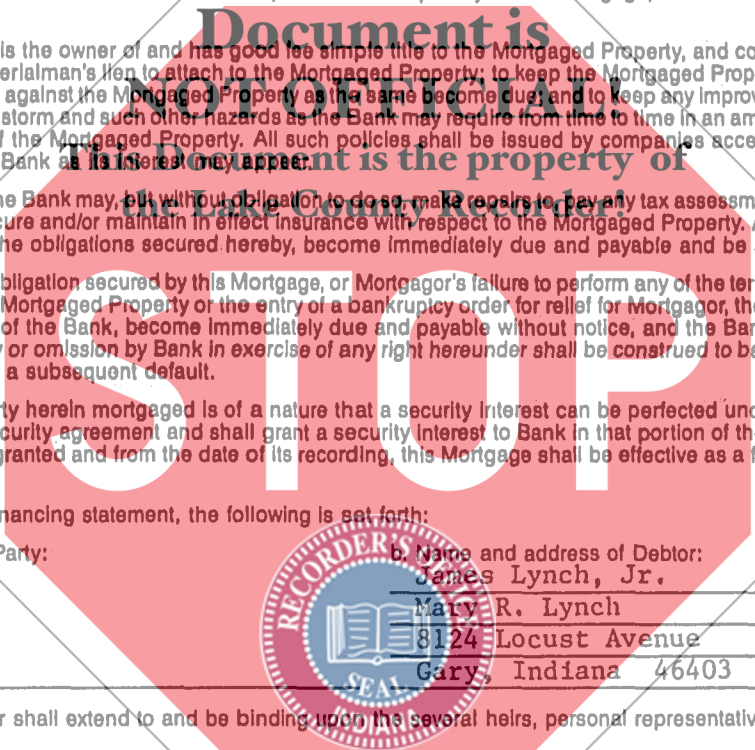 Document is
is the owner of and has good fee simple title to the Mortgaged Property, and co
erialman's lien to attach to the Mortgaged Property; to keep the Mortgaged Prop
NOT OFFICIAL!
against the Mortgaged Property as the same become due and to keep any improv
storm and such other hazards as the Bank may require from time to time in an am
f the Mortgaged Property. All such policies shall be issued by companies acce
This Document is the property of
Bank as its interest may appear.
the Lake County Recorder!
he Bank may, but without obligation to do so, make repairs to, pay any tax assessm
cure and/or maintain in effect insurance with respect to the Mortgaged Property. A
he obligations secured hereby, become immediately due and payable and be
STOP
bligation secured by this Mortgage, or Mortgagor's failure to perform any of the ter
Mortgaged Property or the entry of a bankruptcy order for relief for Mortgagor, th
of the Bank, become immediately due and payable without notice, and the Ban
y or omission by Bank in exercise of any right hereunder shall be construed to be
a subsequent default.
ty herein mortgaged is of a nature that a security interest can be perfected und
curity agreement and shall grant a security interest to Bank in that portion of th
granted and from the date of its recording, this Mortgage shall be effective as a f
nancing statement, the following is set forth:
Party:
b. Name and address of Debtor:
James Lynch, Jr.
Mary R. Lynch
8124 Locust Avenue
Gary, Indiana 46403
RECORDER'S OFFICE
SEAL
INDIANA
r shall extend to and be binding upon the several heirs, personal representativ